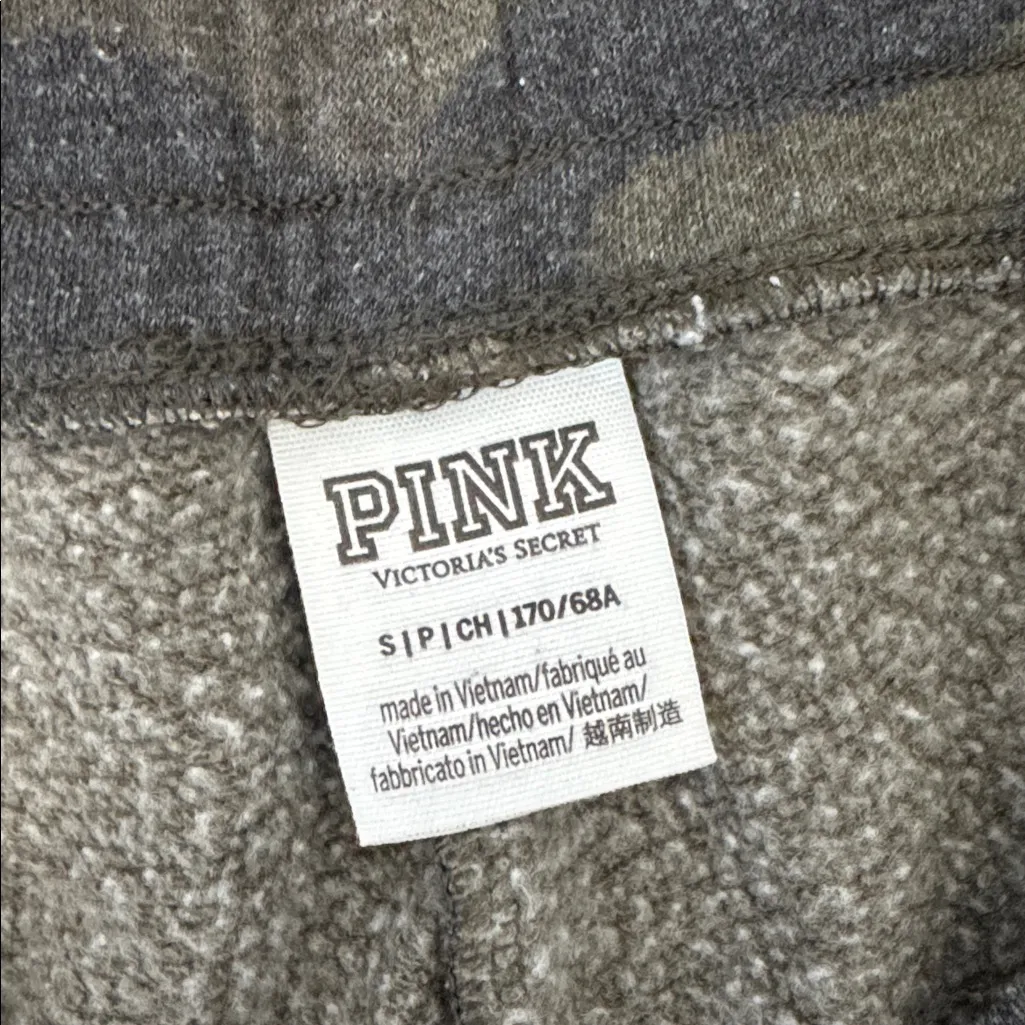 PINK
VICTORIA'S SECRET
S | P | CH | 170/68A
made in Vietnam/fabriqué au
Vietnam/hecho en Vietnam/
fabbricato in Vietnam/ 越南制造